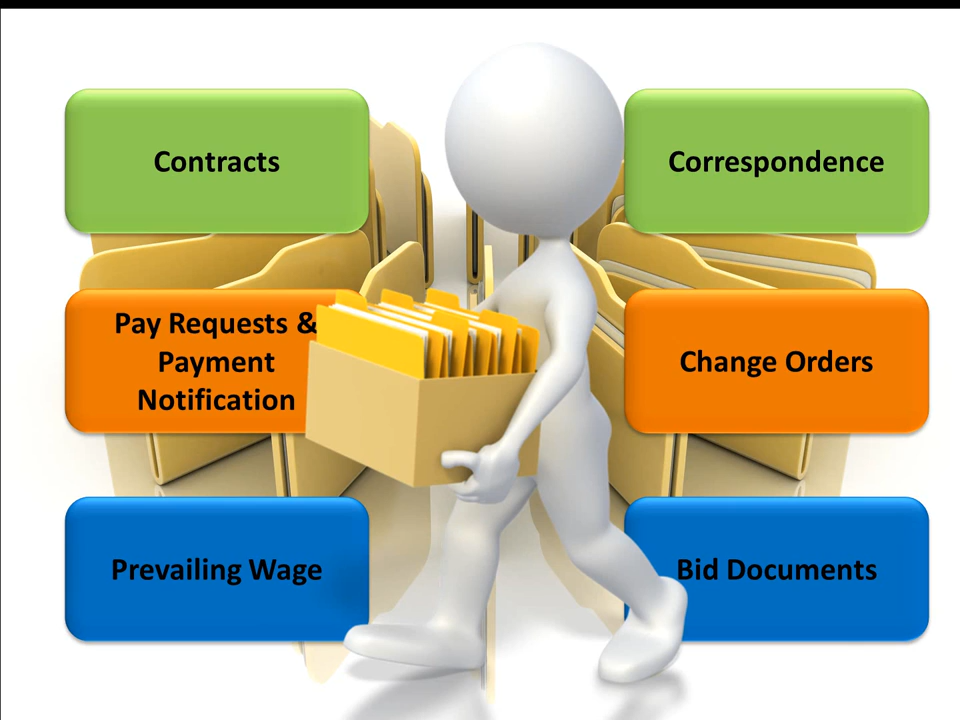 Contracts
Correspondence
Pay Requests &
Payment
Notification
Change Orders
Prevailing Wage
Bid Documents